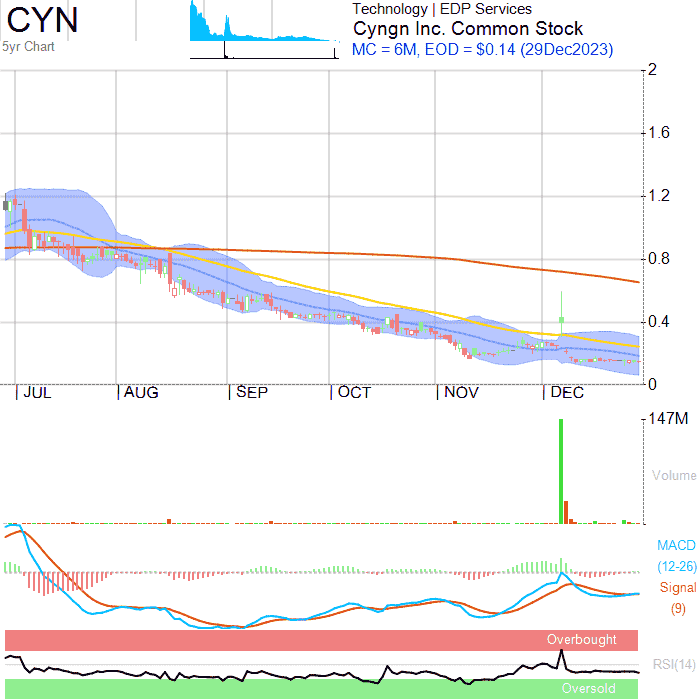 CYN
5yr Chart
Technology | EDP Services
Cyngn Inc. Common Stock
MC = 6M, EOD = $0.14 (29Dec2023)
2
1.6
1.2
0.8
0.4
0
JUL AUG SEP OCT NOV DEC
147M
Volume
MACD
(12-26)
Signal
(9)
Overbought
RSI(14)
Oversold